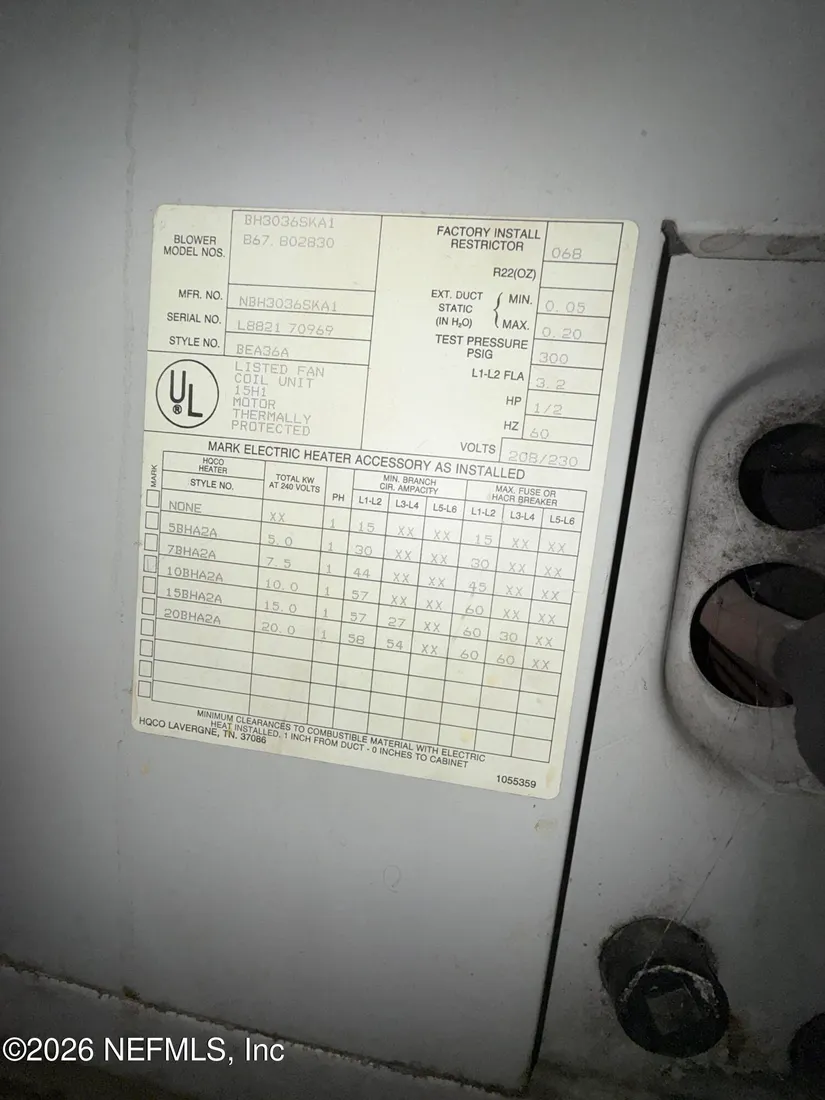 BLOWER MODEL NOS.
BH3036SKA1
B67.B02830
MFR. NO. NBH3036SKA1
SERIAL NO. L8821 70969
STYLE NO. BEA36A
UL ®
LISTED FAN
COIL UNIT
15H1
MOTOR
THERMALLY
PROTECTED
FACTORY INSTALL RESTRICTOR 068
R22(OZ)
EXT. DUCT STATIC (IN H₂O) { MIN. 0.05
MAX. 0.20
TEST PRESSURE PSIG 300
L1-L2 FLA 3.2
HP 1/2
HZ 60
VOLTS 208/230
MARK ELECTRIC HEATER ACCESSORY AS INSTALLED
MARK HQCO HEATER STYLE NO. TOTAL KW AT 240 VOLTS PH MIN. BRANCH CIR. AMPACITY MAX. FUSE OR HACR BREAKER
L1-L2 L3-L4 L5-L6 L1-L2 L3-L4 L5-L6
NONE XX 1 15 XX XX 15 XX XX
5BHA2A 5.0 1 30 XX XX 30 XX XX
7BHA2A 7.5 1 44 XX XX 45 XX XX
10BHA2A 10.0 1 57 XX XX 60 XX XX
15BHA2A 15.0 1 57 27 XX 60 30 XX
20BHA2A 20.0 1 58 54 XX 60 60 XX
MINIMUM CLEARANCES TO COMBUSTIBLE MATERIAL WITH ELECTRIC
HEAT INSTALLED, 1 INCH FROM DUCT - 0 INCHES TO CABINET
HQCO LAVERGNE, TN. 37086
1055359
©2026 NEFMLS, Inc